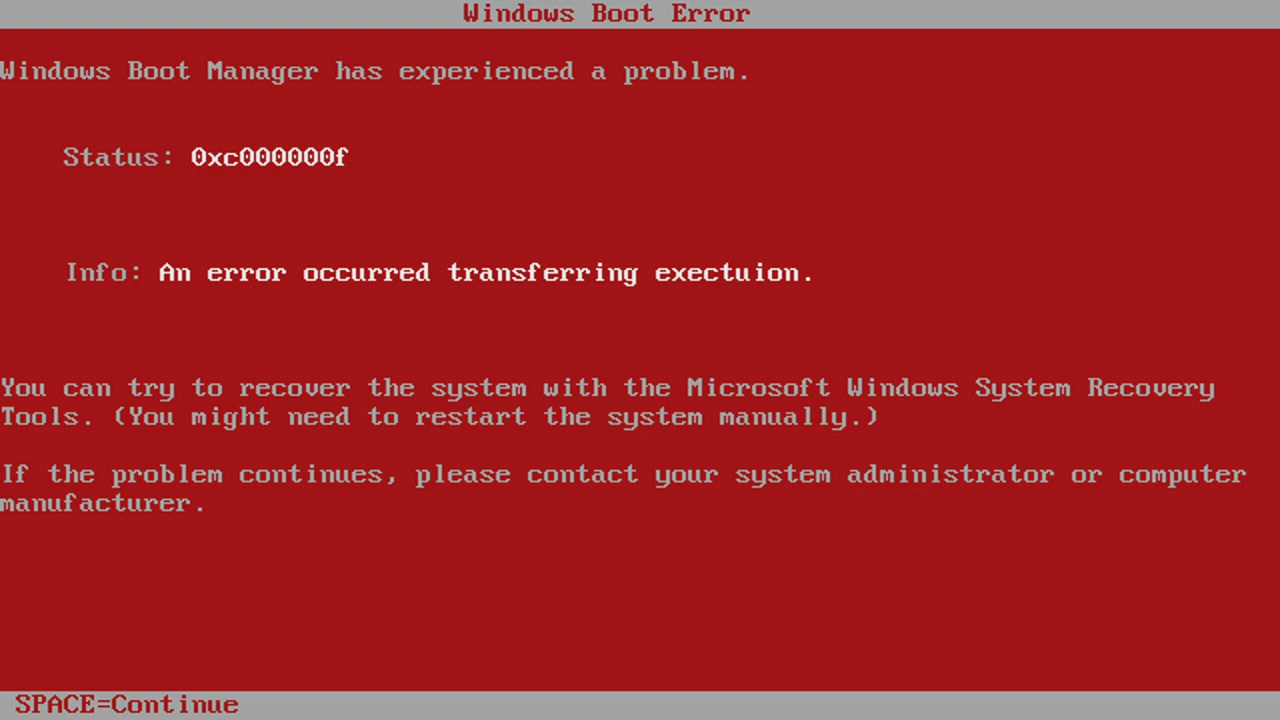 Windows Boot Error
Windows Boot Manager has experienced a problem.
Status: 0xc000000f
Info: An error occurred transferring exectuion.
You can try to recover the system with the Microsoft Windows System Recovery
Tools. (You might need to restart the system manually.)
If the problem continues, please contact your system administrator or computer
manufacturer.
SPACE=Continue